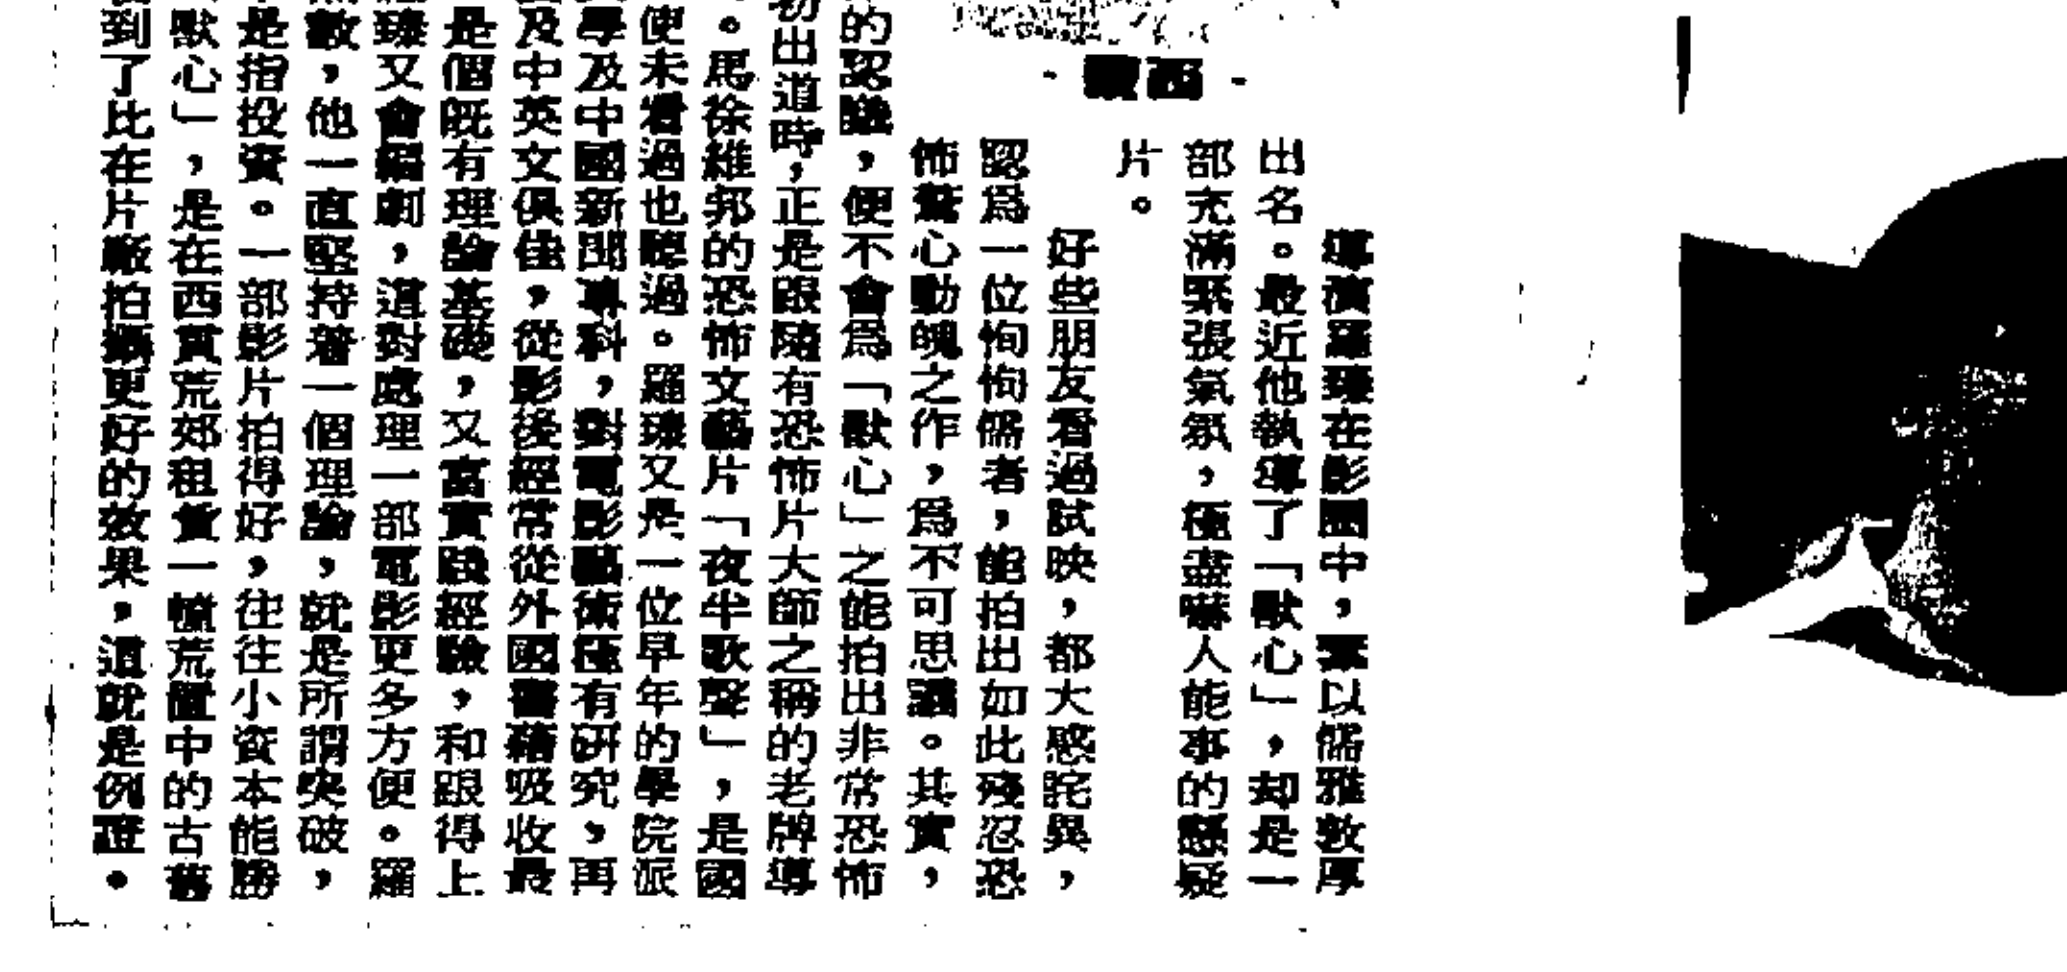 西
導演羅臻在影圈中，素以儒雅敦厚
出名。最近他執導了「獸心」，却是一
部充滿緊張氣氛，極盡嚇人能事的懸疑
片。
好些朋友看過試映，都大感詫異，
認爲一位恂恂儒者，能拍出如此殘忍恐
怖驚心動魄之作，爲不可思議。其實，
的認識，便不會爲「獸心」之能拍出非常恐怖
初出道時，正是跟隨有恐怖片大師之稱的老牌導
。馬徐維邦的恐怖文藝片「夜半歌聲」，是國
便未看過也聽過。羅臻又是一位早年的學院派
學及中國新聞專科，對電影藝術極有研究，再
及中英文俱佳，從影後經常從外國書籍吸收最
是個既有理論基礎，又富實踐經驗，和跟得上
臻又會編劇，這對處理一部電影更多方便。羅
數，他一直堅持着一個理論，就是所謂突破，
是指投資。一部影片拍得好，往往小資本能勝
獸心」，是在西貢荒郊租賃一幢荒置中的古舊
到了比在片廠拍攝更好的效果，這就是例證。